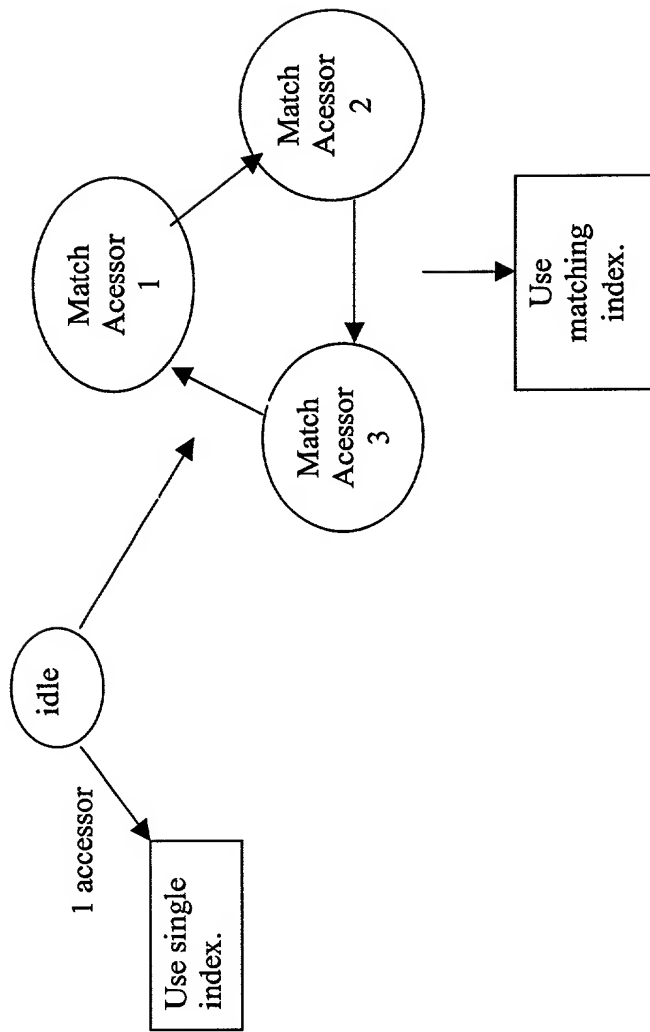 idle
1 accessor
Use single
index.
Match
Acessor
1
Match
Acessor
2
Match
Acessor
3
Use
matching
index.